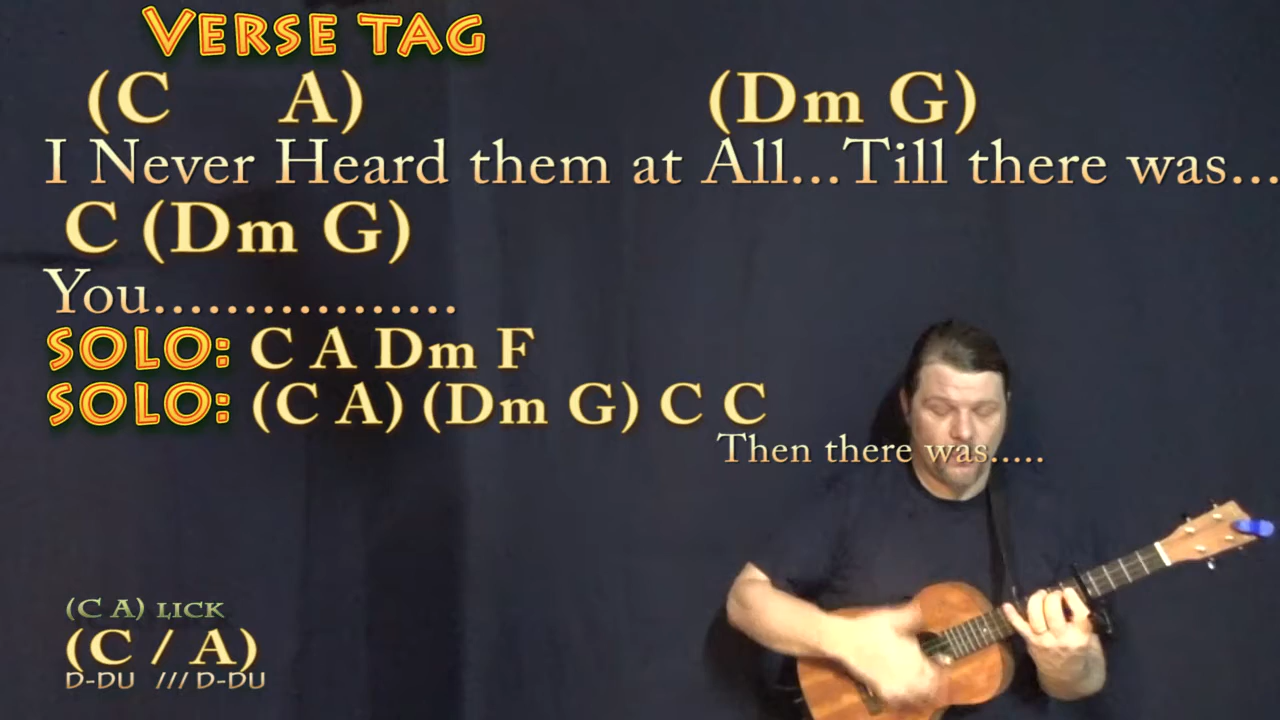 VERSE TAG
(C A) (Dm G)
I Never Heard them at All...Till there was...
C (Dm G)
You.................
SOLO: C A Dm F
SOLO: (C A) (Dm G) C C
Then there was.....
(C A) LICK
(C / A)
D-DU /// D-DU